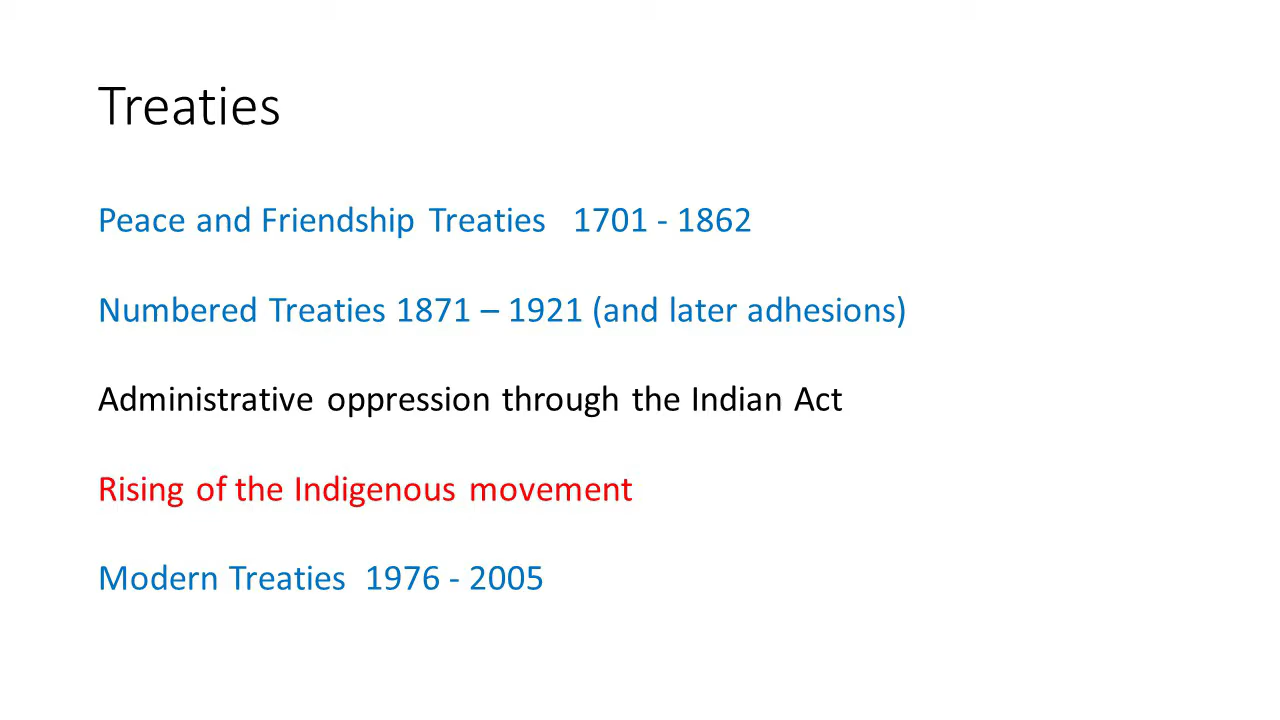 Treaties
Peace and Friendship Treaties 1701 - 1862
Numbered Treaties 1871 – 1921 (and later adhesions)
Administrative oppression through the Indian Act
Rising of the Indigenous movement
Modern Treaties 1976 - 2005